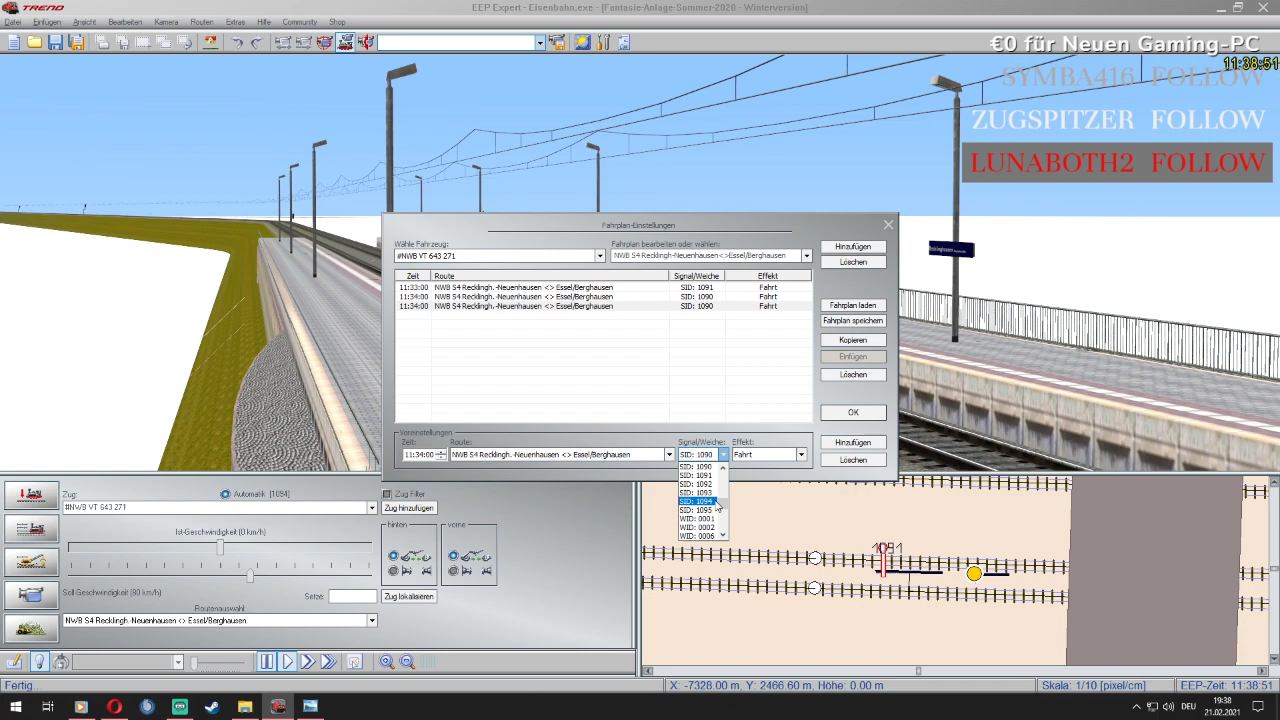 TREND
EEP Expert - Eisenbahn.exe - [Fantasie-Anlage-Sommer-2020 - Winterversion]
Datei Einfügen Ansicht Bearbeiten Kamera Routen Extras Hilfe Community Shop
€0 für Neuen Gaming-PC
11:38:51
SYMBA416 FOLLOW
ZUGSPITZER FOLLOW
LUNABOTH2 FOLLOW
Fahrplan-Einstellungen
Wähle Fahrzeug: Fahrplan bearbeiten oder wählen:
#NWB VT 643 271 NWB S4 Recklingh.-Neuenhausen<>Essel/Berghausen
Hinzufügen
Löschen
Zeit Route Signal/Weiche Effekt
11:33:00 NWB S4 Recklingh.-Neuenhausen <> Essel/Berghausen SID: 1091 Fahrt
11:34:00 NWB S4 Recklingh.-Neuenhausen <> Essel/Berghausen SID: 1090 Fahrt
11:34:00 NWB S4 Recklingh.-Neuenhausen <> Essel/Berghausen SID: 1090 Fahrt
Fahrplan laden
Fahrplan speichern
Kopieren
Einfügen
Löschen
OK
Voreinstellungen
Zeit: Route: Signal/Weiche: Effekt:
11:34:00 NWB S4 Recklingh.-Neuenhausen <> Essel/Berghausen SID: 1090 Fahrt
Hinzufügen
Löschen
SID: 1090
SID: 1091
SID: 1092
SID: 1093
SID: 1094
SID: 1095
WID: 0001
WID: 0002
WID: 0006
Zug: Automatik [1094] Zug Filter
#NWB VT 643 271 Zug hinzufügen
Ist-Geschwindigkeit (0 km/h)
hinten vorne
Soll-Geschwindigkeit (80 km/h) Setze: Zug lokalisieren
Routenauswahl:
NWB S4 Recklingh.-Neuenhausen <> Essel/Berghausen
1091
Fertig...
X: -7328.00 m, Y: 2466.60 m, Höhe: 0.00 m
Skala: 1/10 [pixel/cm]
EEP-Zeit: 11:38:51
DEU
19:38
21.02.2021